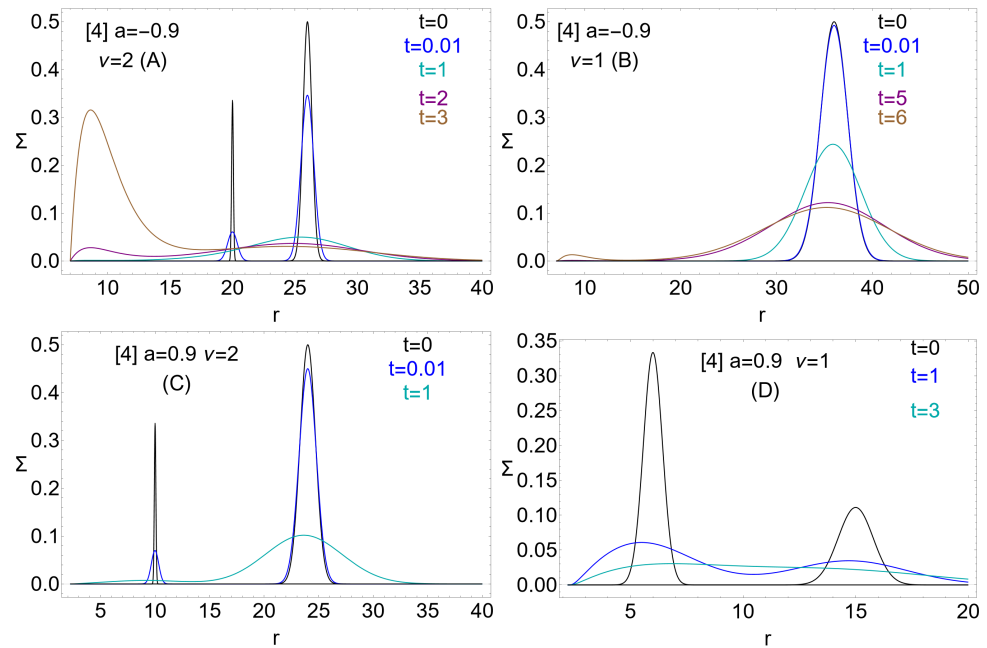 [4] a=−0.9
ν=2 (A)
t=0
t=0.01
t=1
t=2
t=3
0.5
0.4
0.3
0.2
0.1
0.0
Σ
10 15 20 25 30 35 40
r
[4] a=−0.9
ν=1 (B)
t=0
t=0.01
t=1
t=5
t=6
0.5
0.4
0.3
0.2
0.1
0.0
Σ
10 20 30 40 50
r
[4] a=0.9 ν=2
(C)
t=0
t=0.01
t=1
0.5
0.4
0.3
0.2
0.1
0.0
Σ
5 10 15 20 25 30 35 40
r
[4] a=0.9 ν=1
(D)
t=0
t=1
t=3
0.35
0.30
0.25
0.20
0.15
0.10
0.05
0.00
Σ
5 10 15 20
r